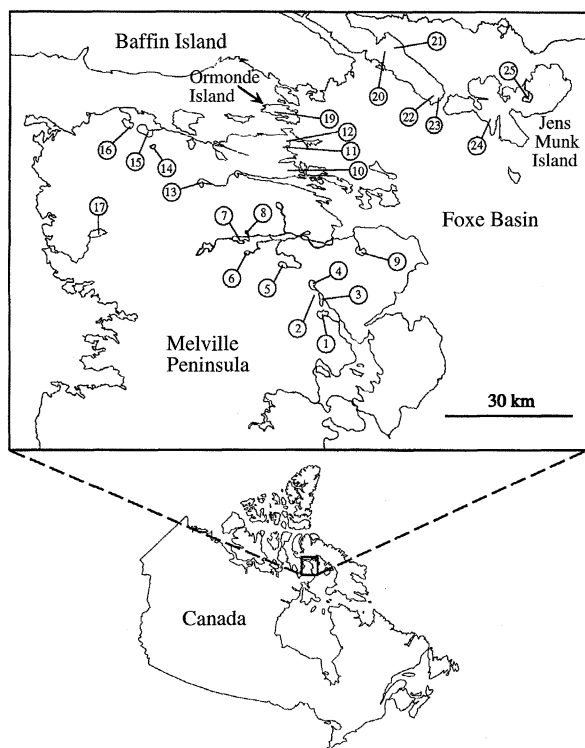 Baffin Island
Ormonde
Island
21
20
25
19
22
23
16
12
15
11
24
Jens
Munk
Island
14
10
13
17
7
8
Foxe Basin
9
6
4
5
3
2
1
Melville
Peninsula
30 km
Canada